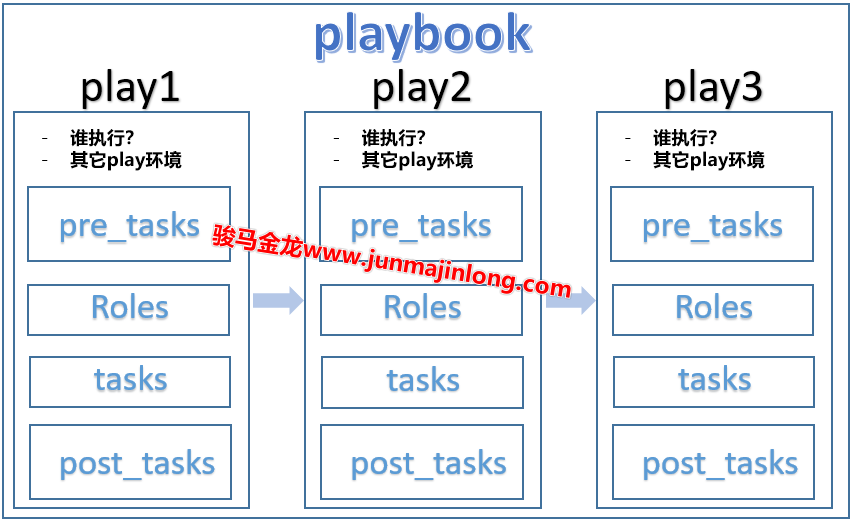 playbook
play1
- 谁执行?
- 其它play环境
pre_tasks
Roles
tasks
post_tasks
play2
- 谁执行?
- 其它play环境
pre_tasks
Roles
tasks
post_tasks
play3
- 谁执行?
- 其它play环境
pre_tasks
Roles
tasks
post_tasks
骏马金龙www.junmajinlong.com